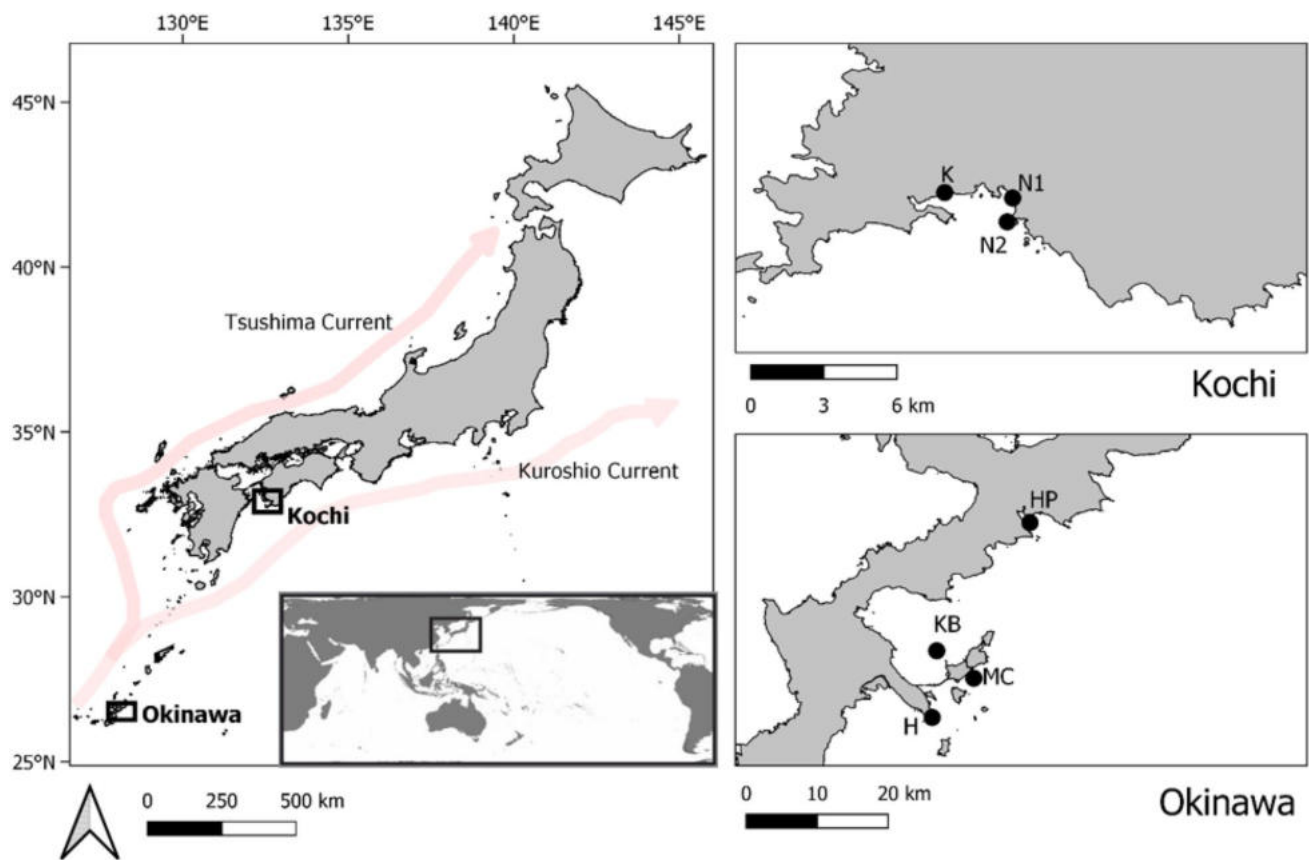 130°E 135°E 140°E 145°E
45°N
40°N
35°N
30°N
25°N
Tsushima Current
Kuroshio Current
Kochi
Okinawa
0 250 500 km
K
N1
N2
0 3 6 km
Kochi
HP
KB
MC
H
0 10 20 km
Okinawa